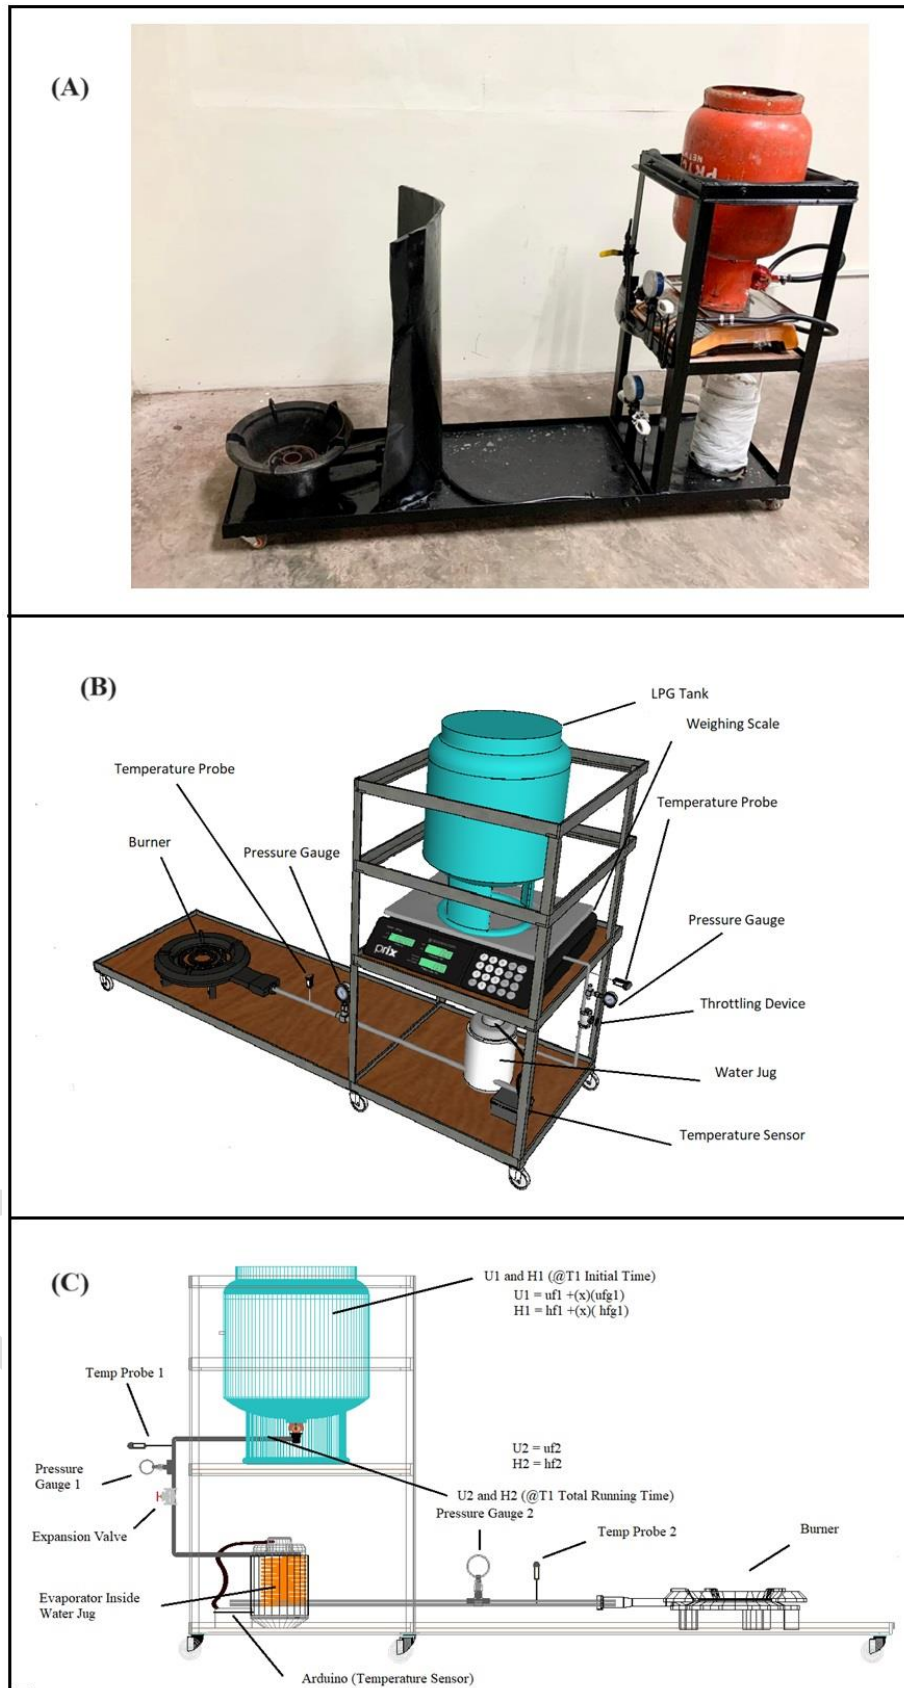 (A)
PRYC
NET
(B)
LPG Tank
Weighing Scale
Temperature Probe
Temperature Probe
Burner
Pressure Gauge
Pressure Gauge
prix
Throttling Device
Water Jug
Temperature Sensor
(C)
U1 and H1 (@T1 Initial Time)
U1 = uf1 +(x)(ufg1)
H1 = hf1 +(x)( hfg1)
Temp Probe 1
U2 = uf2
H2 = hf2
Pressure
Gauge 1
U2 and H2 (@T1 Total Running Time)
Pressure Gauge 2
Temp Probe 2
Burner
Expansion Valve
Evaporator Inside
Water Jug
Arduino (Temperature Sensor)